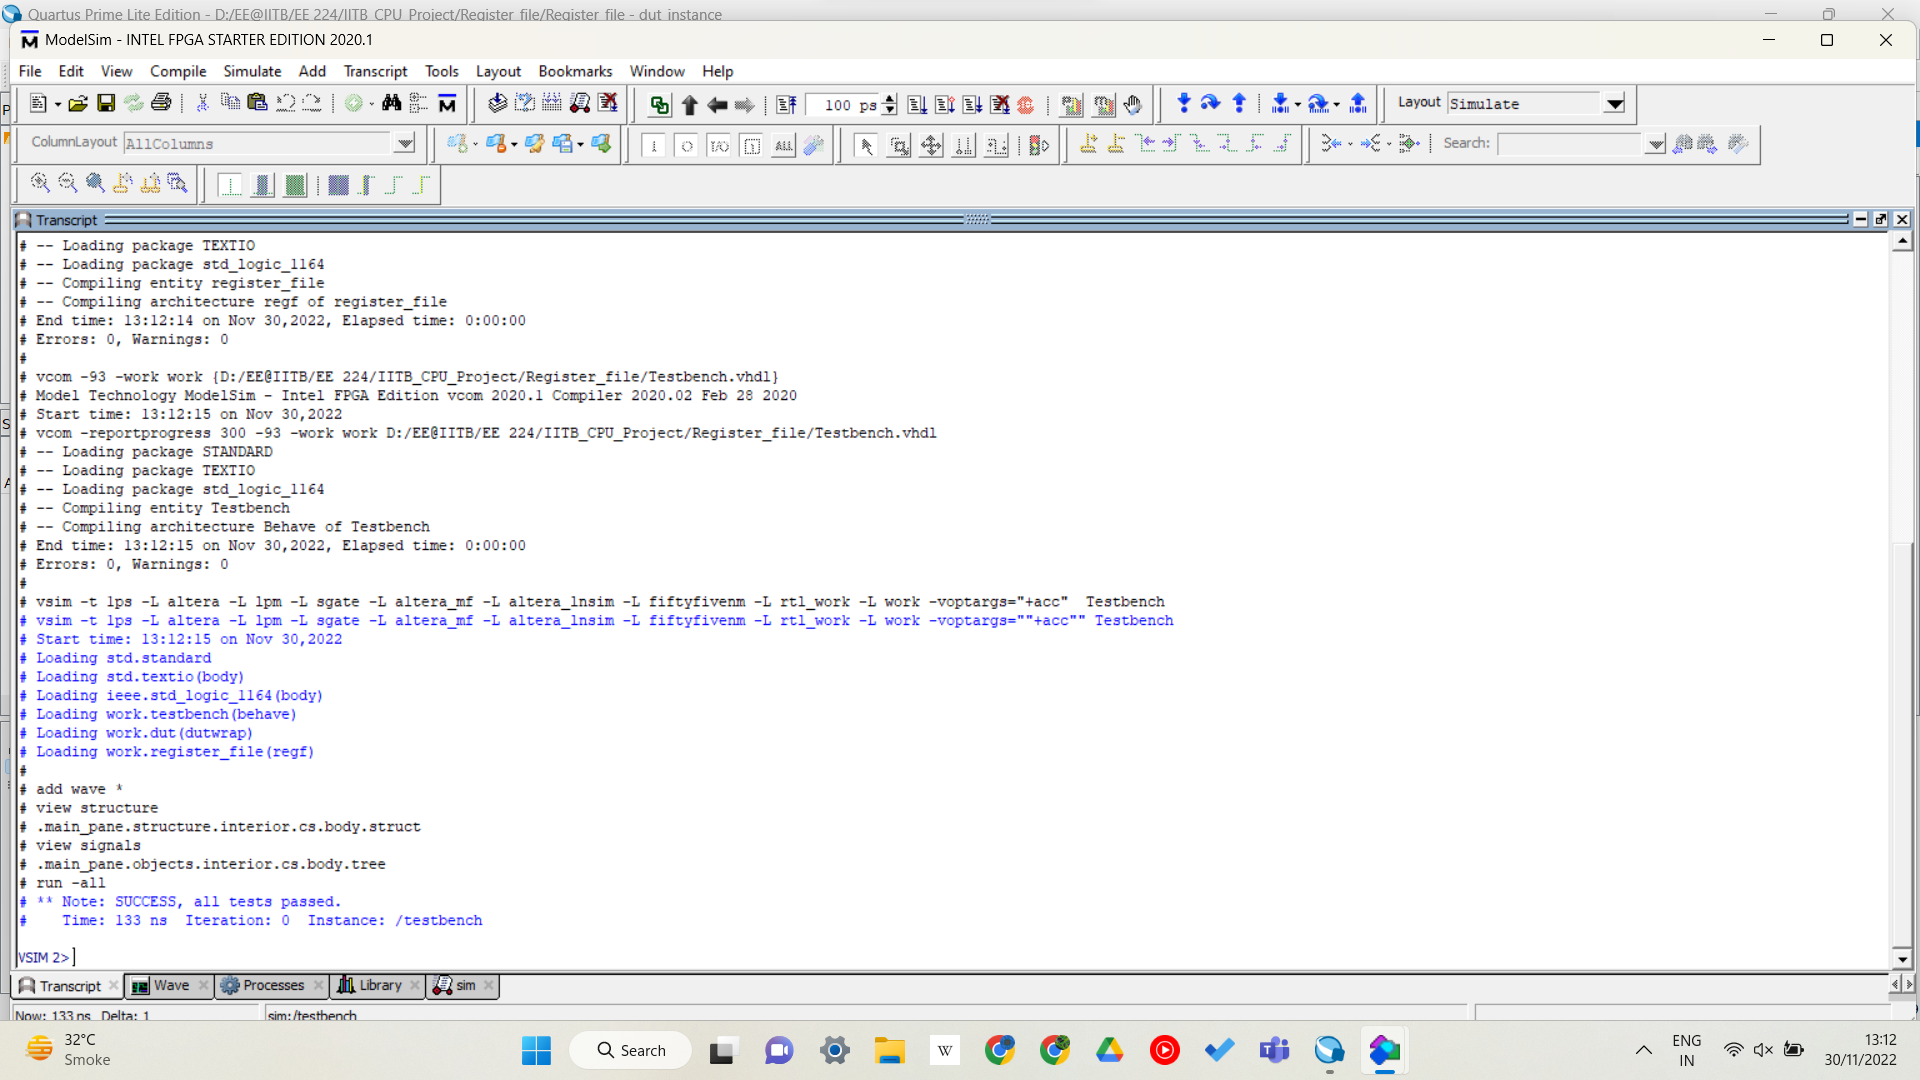 Quartus Prime Lite Edition - D:/EE@IITB/EE 224/IITB_CPU_Project/Register_file/Register_file - dut_instance
ModelSim - INTEL FPGA STARTER EDITION 2020.1
File Edit View Compile Simulate Add Transcript Tools Layout Bookmarks Window Help
100 ps
Layout Simulate
ColumnLayout AllColumns
Search:
Transcript
# -- Loading package TEXTIO
# -- Loading package std_logic_1164
# -- Compiling entity register_file
# -- Compiling architecture regf of register_file
# End time: 13:12:14 on Nov 30,2022, Elapsed time: 0:00:00
# Errors: 0, Warnings: 0
#
# vcom -93 -work work {D:/EE@IITB/EE 224/IITB_CPU_Project/Register_file/Testbench.vhdl}
# Model Technology ModelSim - Intel FPGA Edition vcom 2020.1 Compiler 2020.02 Feb 28 2020
# Start time: 13:12:15 on Nov 30,2022
# vcom -reportprogress 300 -93 -work work D:/EE@IITB/EE 224/IITB_CPU_Project/Register_file/Testbench.vhdl
# -- Loading package STANDARD
# -- Loading package TEXTIO
# -- Loading package std_logic_1164
# -- Compiling entity Testbench
# -- Compiling architecture Behave of Testbench
# End time: 13:12:15 on Nov 30,2022, Elapsed time: 0:00:00
# Errors: 0, Warnings: 0
#
# vsim -t 1ps -L altera -L lpm -L sgate -L altera_mf -L altera_lnsim -L fiftyfivenm -L rtl_work -L work -voptargs="+acc"  Testbench
# vsim -t 1ps -L altera -L lpm -L sgate -L altera_mf -L altera_lnsim -L fiftyfivenm -L rtl_work -L work -voptargs=""+acc"" Testbench
# Start time: 13:12:15 on Nov 30,2022
# Loading std.standard
# Loading std.textio(body)
# Loading ieee.std_logic_1164(body)
# Loading work.testbench(behave)
# Loading work.dut(dutwrap)
# Loading work.register_file(regf)
#
# add wave *
# view structure
# .main_pane.structure.interior.cs.body.struct
# view signals
# .main_pane.objects.interior.cs.body.tree
# run -all
# ** Note: SUCCESS, all tests passed.
#    Time: 133 ns  Iteration: 0  Instance: /testbench
VSIM 2>
Transcript Wave Processes Library sim
Now: 133 ns Delta: 1 sim:/testbench
32°C
Smoke
Search
ENG
IN
13:12
30/11/2022